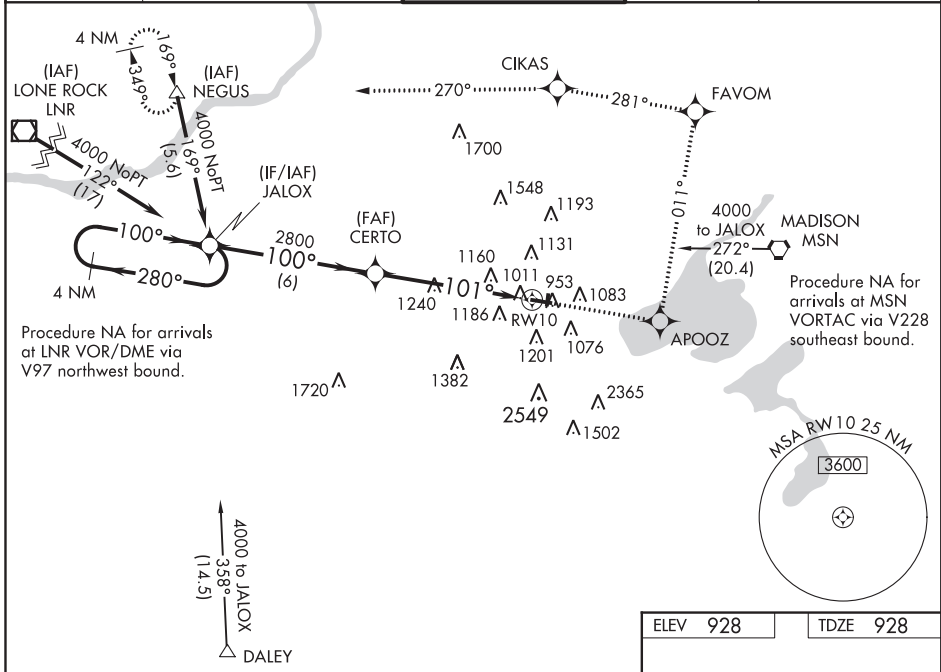 4 NM
169°
349°
(IAF)
NEGUS
(IAF)
LONE ROCK
LNR
4000 NoPT
122°
(17)
4000 NoPT
169°
(5.6)
(IF/IAF)
JALOX
100°
280°
4 NM
2800
100°
(6)
(FAF)
CERTO
101°
270°
CIKAS
281°
FAVOM
011°
4000
to JALOX
272°
(20.4)
MADISON
MSN
Procedure NA for
arrivals at MSN
VORTAC via V228
southeast bound.
1700
1548
1193
1131
1160
1011
953
1083
1240
1186
RW10
1076
1201
APOOZ
1382
1720
2549
2365
1502
Procedure NA for arrivals
at LNR VOR/DME via
V97 northwest bound.
MSA RW10 25 NM
3600
4000 to JALOX
358°
(14.5)
DALEY
ELEV 928
TDZE 928